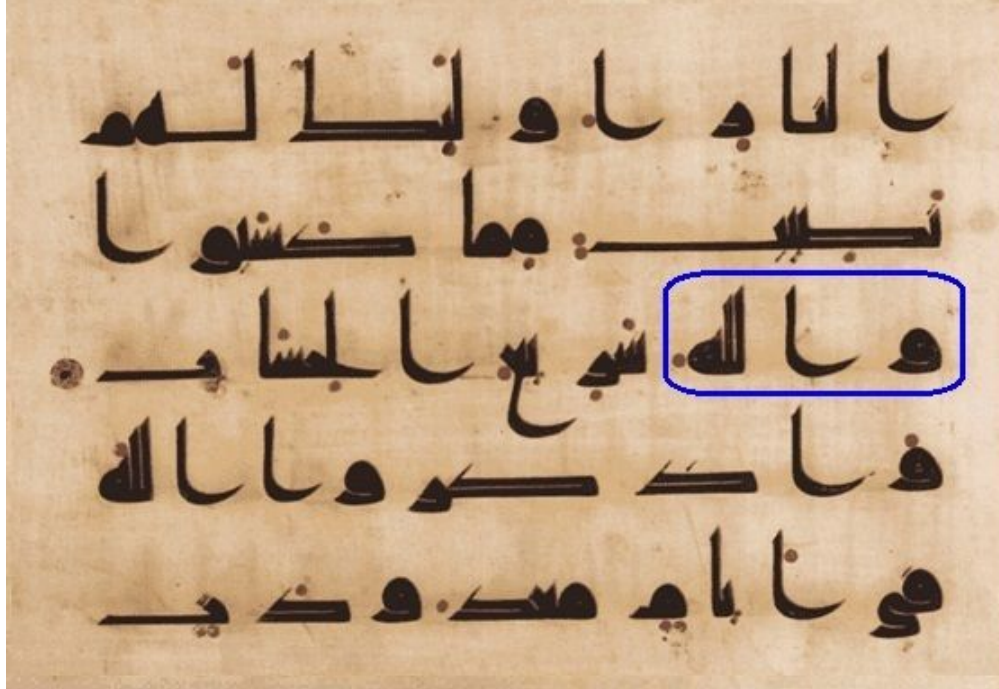 النار اولئك لهم
نصيب مما كسبوا
والله سريع الحساب
واذكروا الله
في ايام معدودت